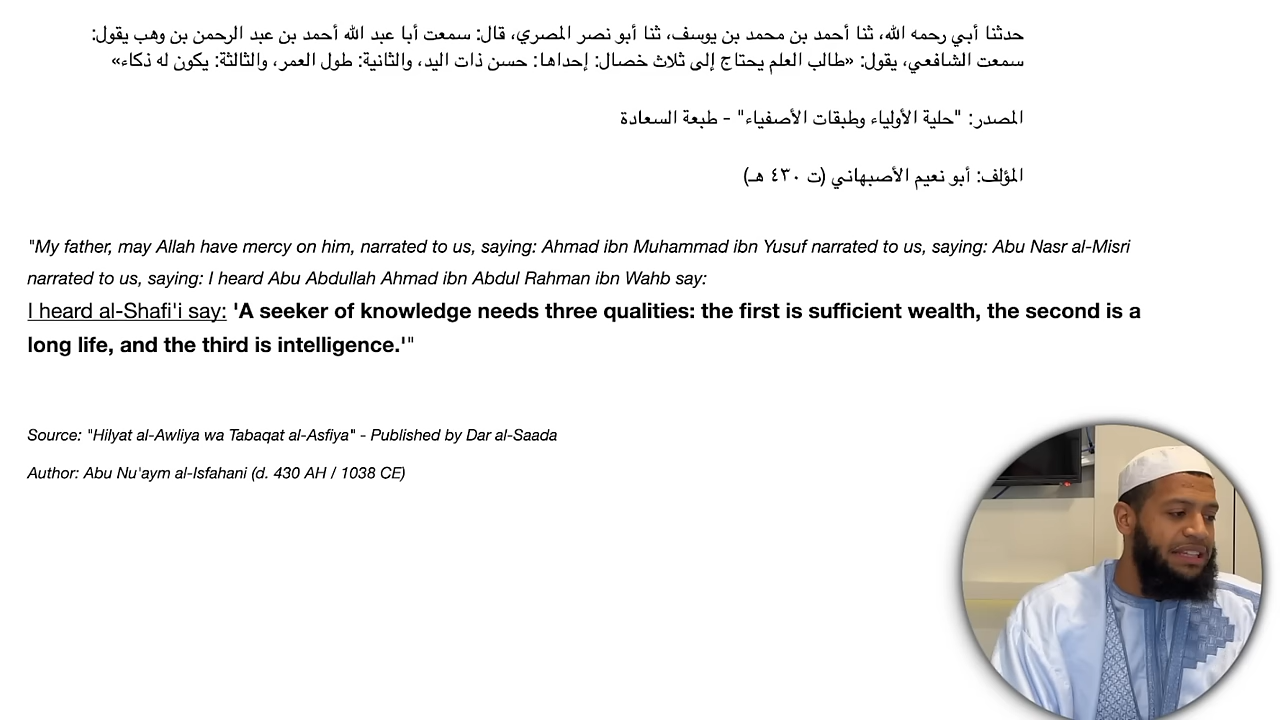 حدثنا أبي رحمه الله، ثنا أحمد بن محمد بن يوسف، ثنا أبو نصر المصري، قال: سمعت أبا عبد الله أحمد بن عبد الرحمن بن وهب يقول:
سمعت الشافعي، يقول: «طالب العلم يحتاج إلى ثلاث خصال: إحداها: حسن ذات اليد، والثانية: طول العمر، والثالثة: يكون له ذكاء»
المصدر: "حلية الأولياء وطبقات الأصفياء" - طبعة السعادة
المؤلف: أبو نعيم الأصبهاني (ت ٤٣٠ هـ)
"My father, may Allah have mercy on him, narrated to us, saying: Ahmad ibn Muhammad ibn Yusuf narrated to us, saying: Abu Nasr al-Misri
narrated to us, saying: I heard Abu Abdullah Ahmad ibn Abdul Rahman ibn Wahb say:
I heard al-Shafi'i say: 'A seeker of knowledge needs three qualities: the first is sufficient wealth, the second is a
long life, and the third is intelligence.'"
Source: "Hilyat al-Awliya wa Tabaqat al-Asfiya" - Published by Dar al-Saada
Author: Abu Nu'aym al-Isfahani (d. 430 AH / 1038 CE)